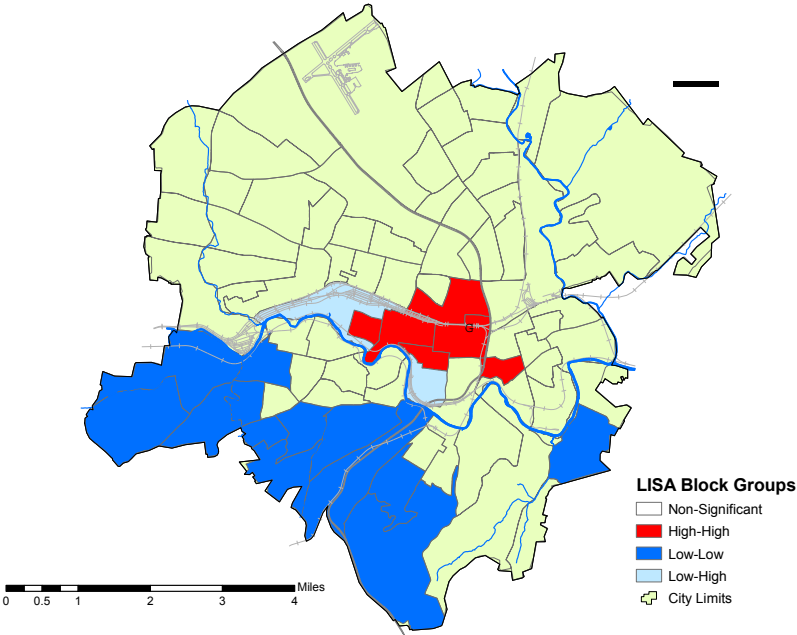 G
LISA Block Groups
Non-Significant
High-High
Low-Low
Low-High
City Limits
Miles
0 0.5 1 2 3 4